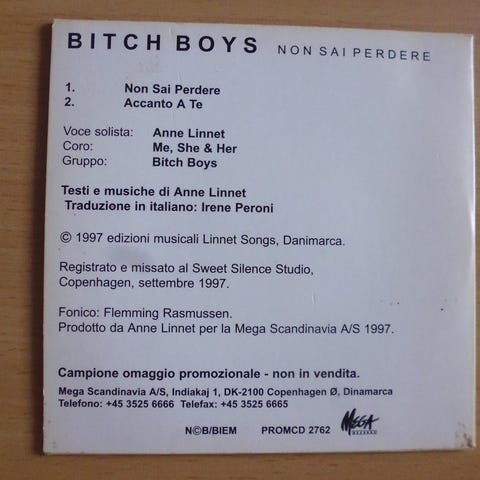 BITCH BOYS NON SAI PERDERE
1. Non Sai Perdere
2. Accanto A Te
Voce solista: Anne Linnet
Coro: Me, She & Her
Gruppo: Bitch Boys
Testi e musiche di Anne Linnet
Traduzione in italiano: Irene Peroni
© 1997 edizioni musicali Linnet Songs, Danimarca.
Registrato e missato al Sweet Silence Studio,
Copenhagen, settembre 1997.
Fonico: Flemming Rasmussen.
Prodotto da Anne Linnet per la Mega Scandinavia A/S 1997.
Campione omaggio promozionale - non in vendita.
Mega Scandinavia A/S, Indiakaj 1, DK-2100 Copenhagen Ø, Dinamarca
Telefono: +45 3525 6666 Telefax: +45 3525 6665
N©B/BIEM PROMCD 2762 MEGA
RECORDS